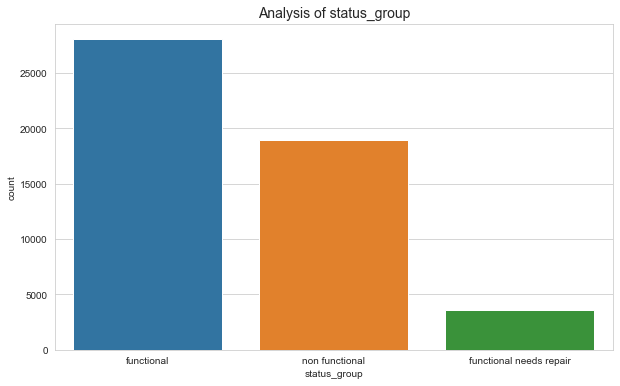 Analysis of status_group
25000
20000
15000
10000
5000
0
count
functional
non functional
functional needs repair
status_group